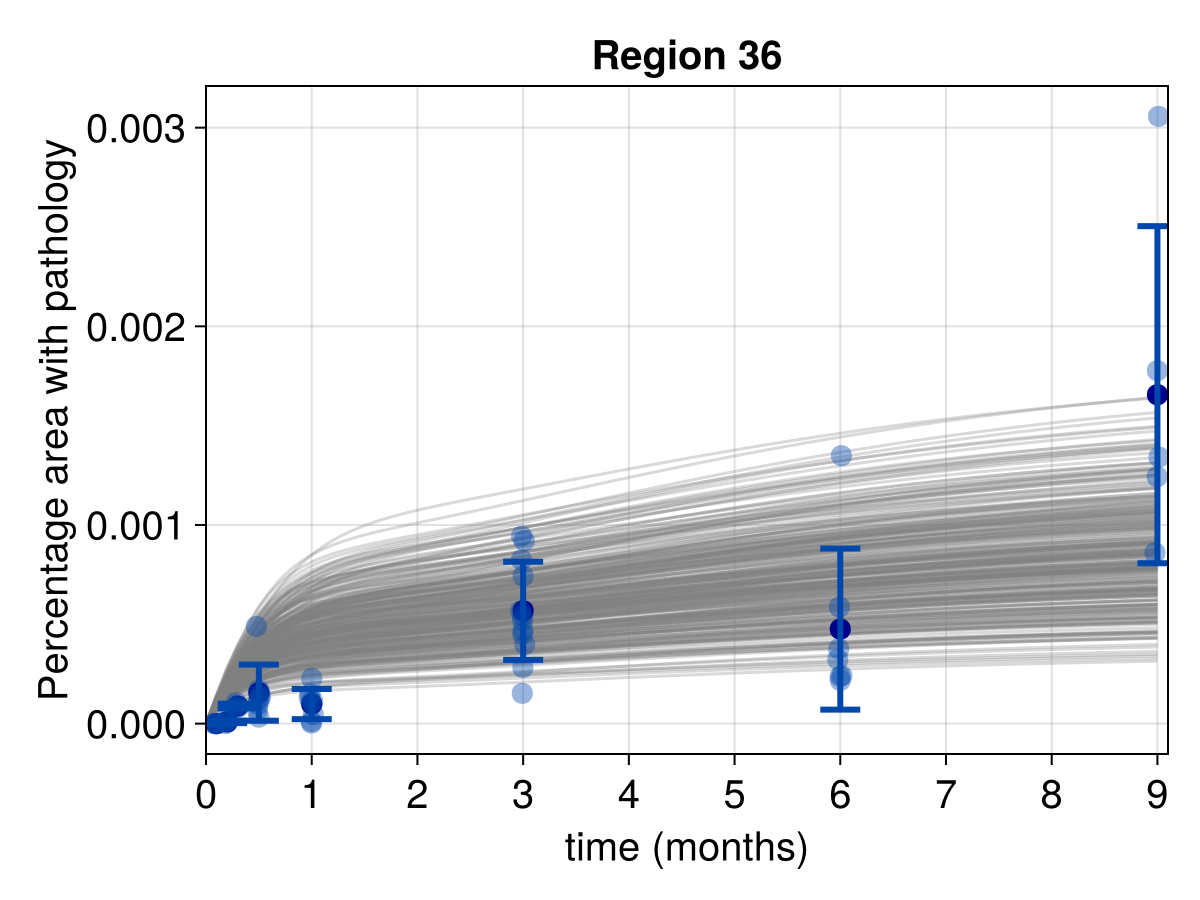 Region 36
Percentage area with pathology
0.003
0.002
0.001
0.000
0 1 2 3 4 5 6 7 8 9
time (months)